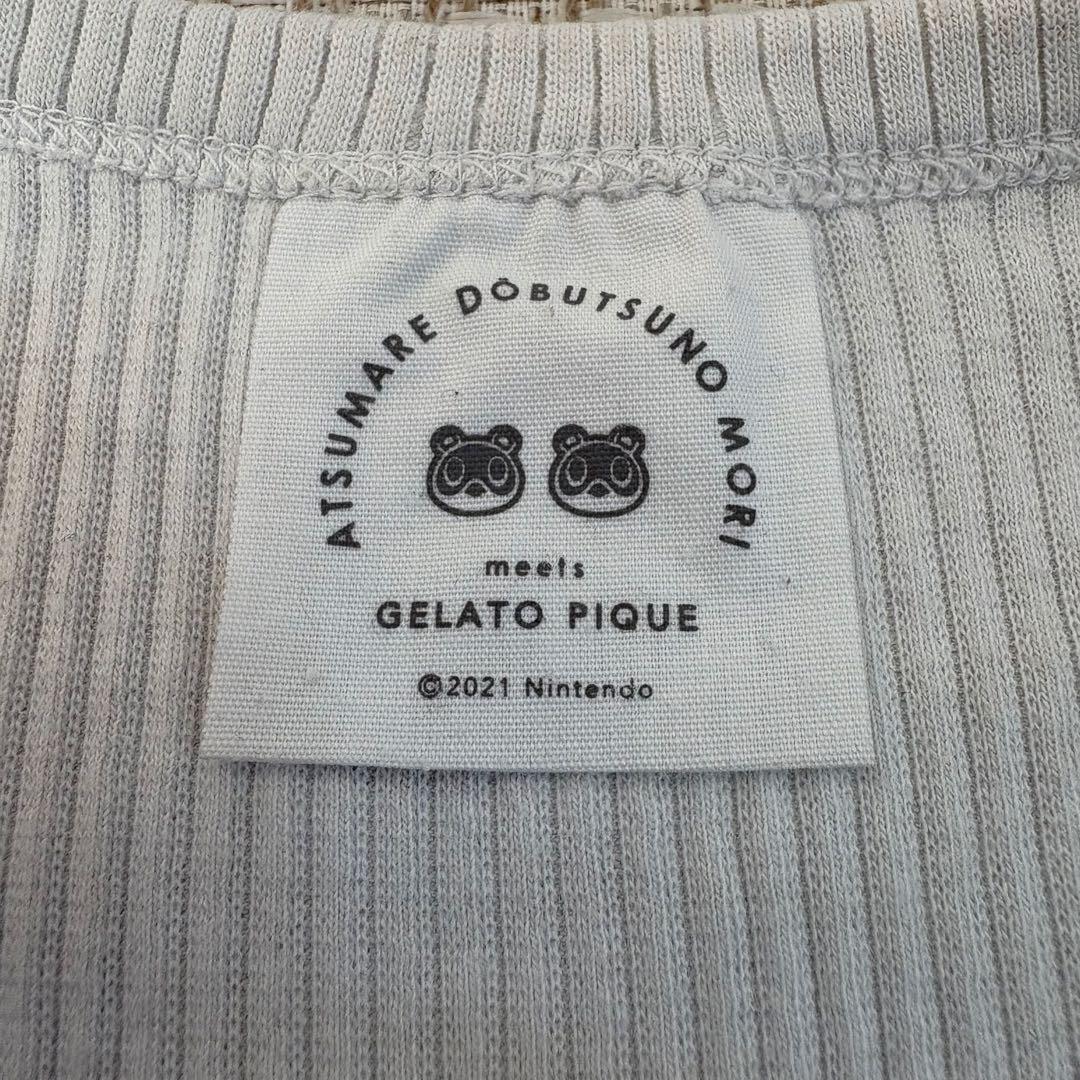 ATSUMARE DŌBUTSUNO MORI
meets
GELATO PIQUE
©2021 Nintendo